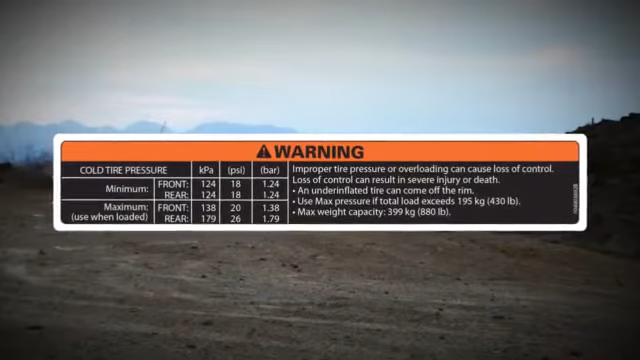 ⚠ WARNING
COLD TIRE PRESSURE kPa (psi) (bar)
Minimum: FRONT: 124 18 1.24
REAR: 124 18 1.24
Maximum: FRONT: 138 20 1.38
(use when loaded) REAR: 179 26 1.79
Improper tire pressure or overloading can cause loss of control.
Loss of control can result in severe injury or death.
• An underinflated tire can come off the rim.
• Use Max pressure if total load exceeds 195 kg (430 lb).
• Max weight capacity: 399 kg (880 lb).